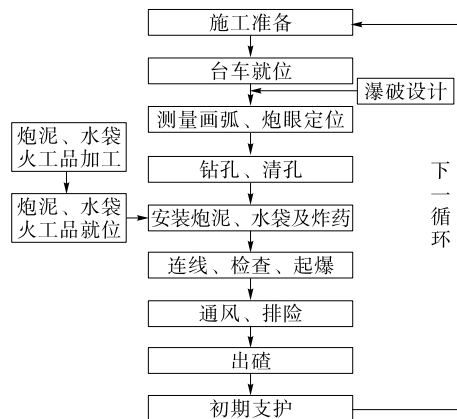 施工准备
台车就位
瀑破设计
测量画弧、炮眼定位
炮泥、水袋
火工品加工
钻孔、清孔
炮泥、水袋
火工品就位
安装炮泥、水袋及炸药
连线、检查、起爆
通风、排险
出碴
初期支护
下一循环